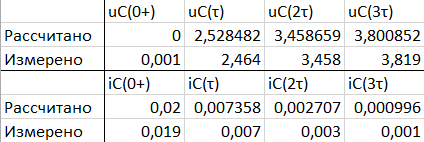 uC(0+) uC(τ) uC(2τ) uC(3τ)
Рассчитано 0 2,528482 3,458659 3,800852
Измерено 0,001 2,464 3,458 3,819
iC(0+) iC(τ) iC(2τ) iC(3τ)
Рассчитано 0,02 0,007358 0,002707 0,000996
Измерено 0,019 0,007 0,003 0,001